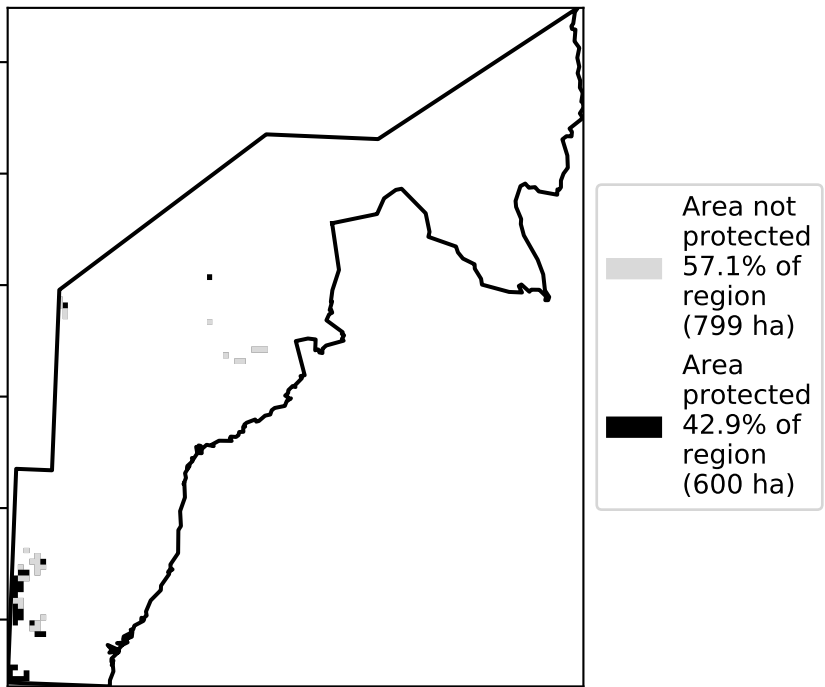 Area not
protected
57.1% of
region
(799 ha)
Area
protected
42.9% of
region
(600 ha)